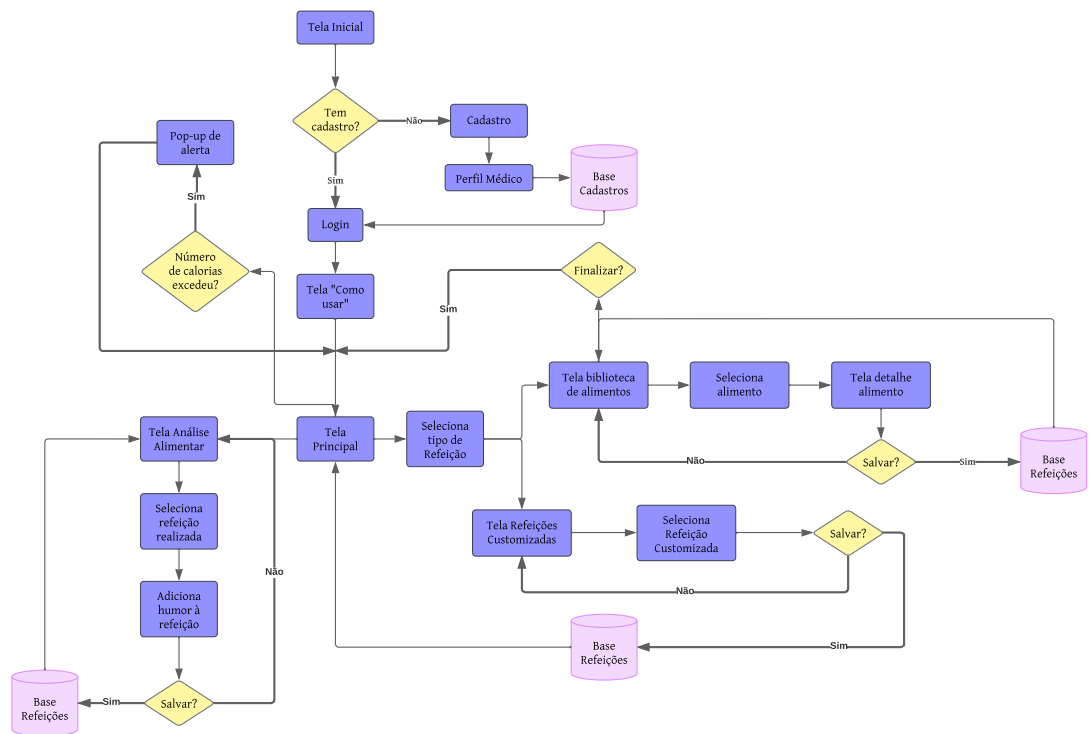 Tela Inicial
Tem
cadastro?
Não
Cadastro
Pop-up de
alerta
Perfil Médico
Base
Cadastros
Sim
Sim
Login
Número
de calorias
excedeu?
Finalizar?
Tela "Como
usar"
Sim
Tela biblioteca
de alimentos
Seleciona
alimento
Tela detalhe
alimento
Tela Análise
Alimentar
Tela
Principal
Seleciona
tipo de
Refeição
Não
Salvar?
Sim
Base
Refeições
Seleciona
refeição
realizada
Tela Refeições
Customizadas
Seleciona
Refeição
Customizada
Salvar?
Não
Não
Adiciona
humor à
refeição
Base
Refeições
Sim
Base
Refeições
Sim
Salvar?